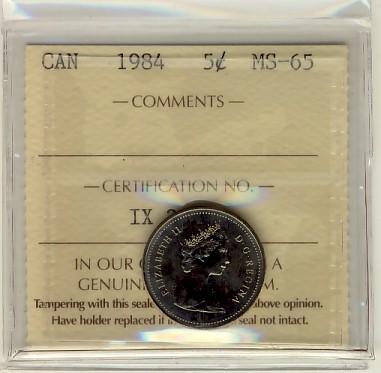 CAN 1984 5¢ MS-65
— COMMENTS —
— CERTIFICATION NO. —
IX
IN OUR A
GENUIN M.
Tampering with this seale above opinion.
Have holder replaced if i seal not intact.
ELIZABETH II D·G·REGINA